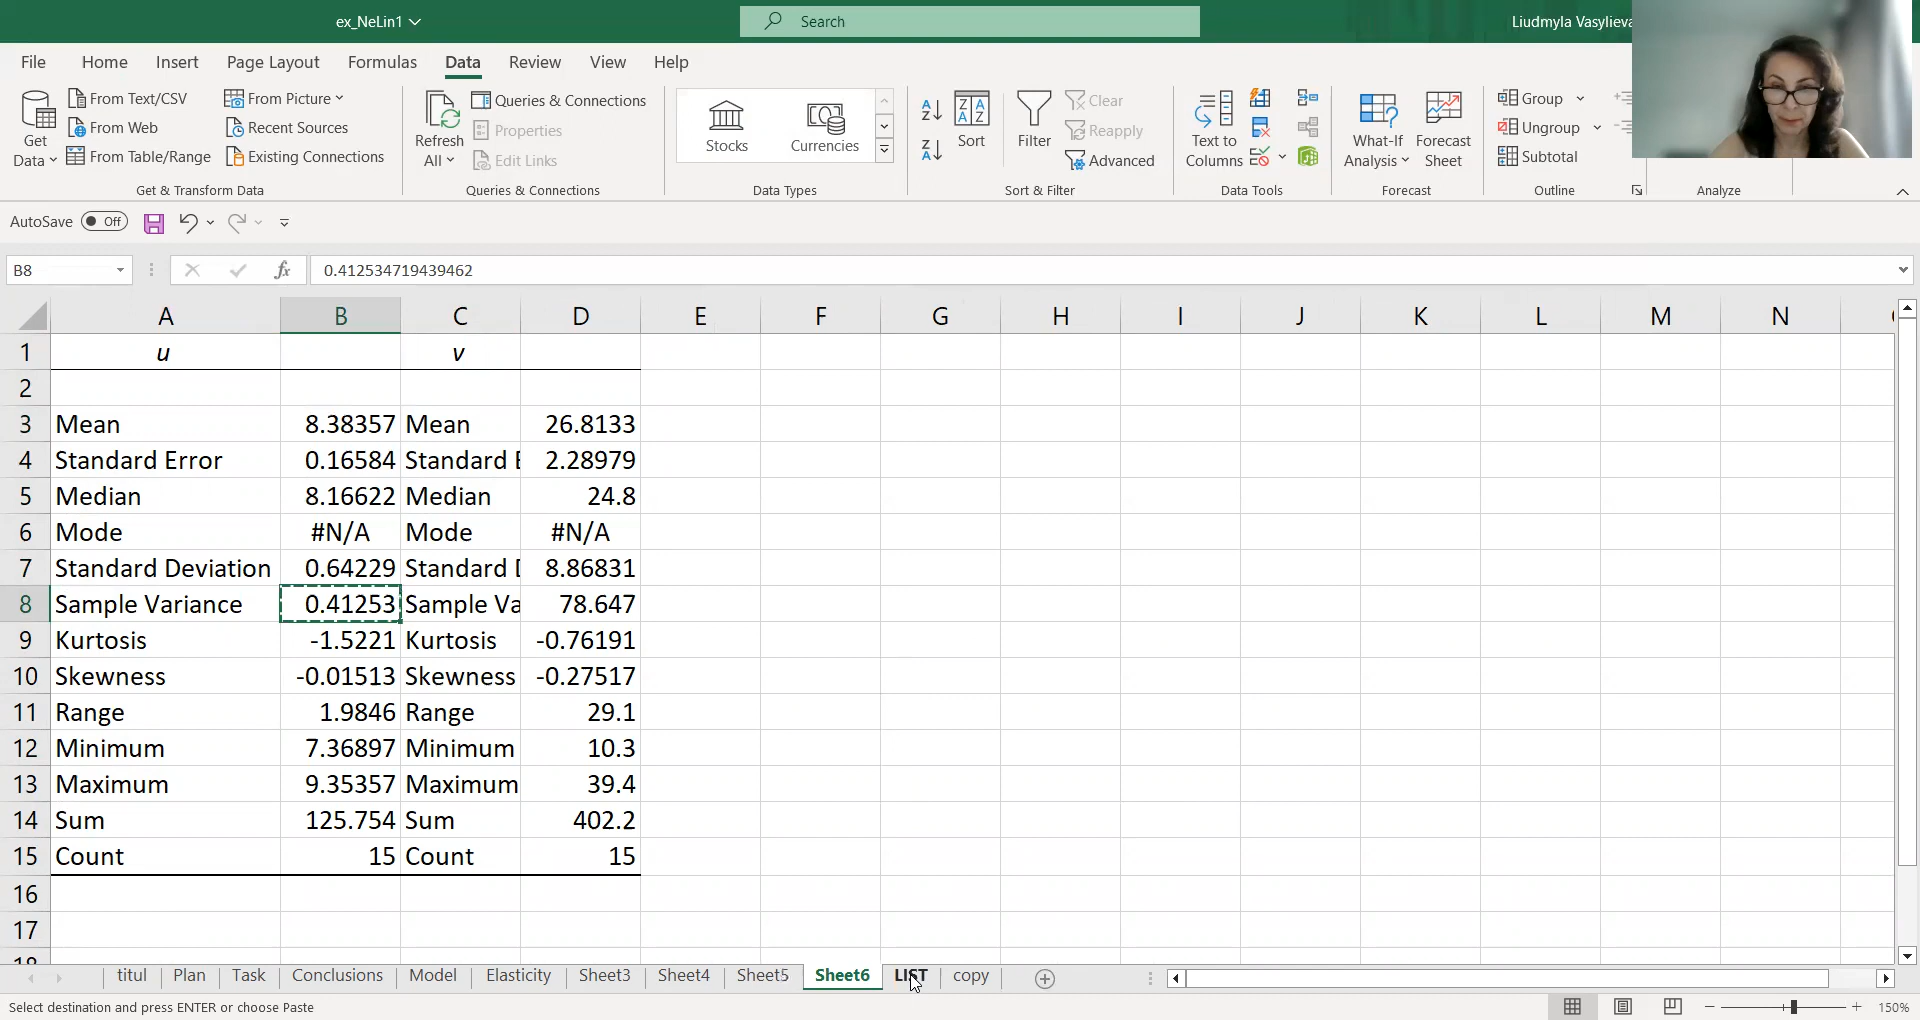 ex_NeLin1
Search
Liudmyla Vasylieva
File Home Insert Page Layout Formulas Data Review View Help
Get Data
From Text/CSV
From Web
From Table/Range
From Picture
Recent Sources
Existing Connections
Get & Transform Data
Refresh All
Queries & Connections
Properties
Edit Links
Queries & Connections
Stocks
Currencies
Data Types
Sort
Filter
Clear
Reapply
Advanced
Sort & Filter
Text to Columns
Data Tools
What-If Analysis
Forecast Sheet
Forecast
Group
Ungroup
Subtotal
Outline
Analyze
AutoSave Off
B8 fx 0.412534719439462
A B C D E F G H I J K L M N
1 u v
2
3 Mean 8.38357 Mean 26.8133
4 Standard Error 0.16584 Standard E 2.28979
5 Median 8.16622 Median 24.8
6 Mode #N/A Mode #N/A
7 Standard Deviation 0.64229 Standard D 8.86831
8 Sample Variance 0.41253 Sample Va 78.647
9 Kurtosis -1.5221 Kurtosis -0.76191
10 Skewness -0.01513 Skewness -0.27517
11 Range 1.9846 Range 29.1
12 Minimum 7.36897 Minimum 10.3
13 Maximum 9.35357 Maximum 39.4
14 Sum 125.754 Sum 402.2
15 Count 15 Count 15
16
17
18
titul Plan Task Conclusions Model Elasticity Sheet3 Sheet4 Sheet5 Sheet6 LIST copy
Select destination and press ENTER or choose Paste
150%